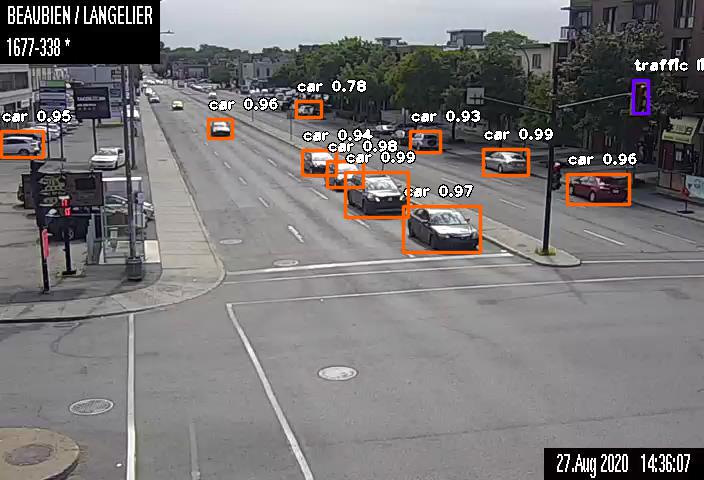 BEAUBIEN / LANGELIER
1677-338 *
car 0.78
car 0.96
car 0.95
car 0.93
car 0.94
car 0.98
car 0.99
car 0.99
car 0.96
car 0.97
traffic
27.Aug 2020 14:36:07